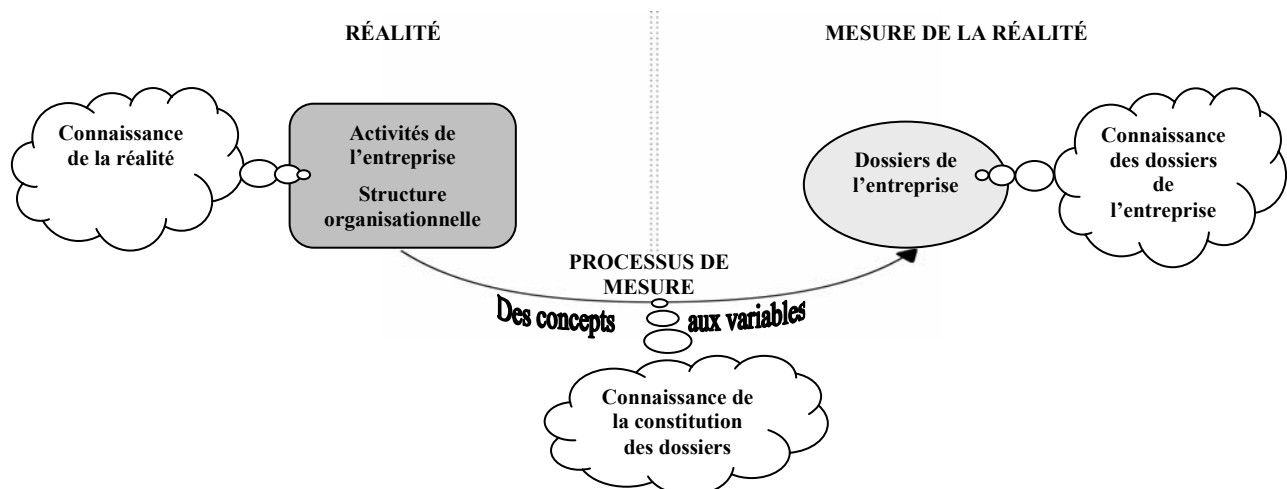 RÉALITÉ
MESURE DE LA RÉALITÉ
Connaissance
de la réalité
Activités de
l’entreprise
Structure
organisationnelle
Dossiers de
l’entreprise
Connaissance
des dossiers
de
l’entreprise
PROCESSUS DE
MESURE
Des concepts
aux variables
Connaissance de
la constitution
des dossiers